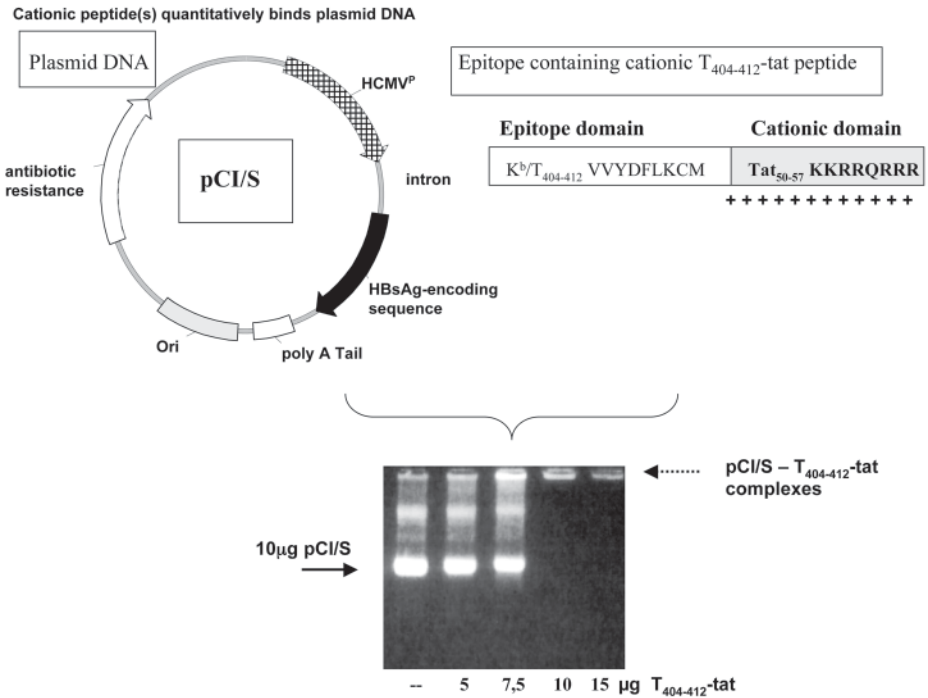 Cationic peptide(s) quantitatively binds plasmid DNA
Plasmid DNA
HCMVᴾ
antibiotic
resistance
pCI/S
intron
HBsAg-encoding
sequence
Ori
poly A Tail
Epitope containing cationic T₄₀₄₋₄₁₂-tat peptide
Epitope domain Cationic domain
Kᵇ/T₄₀₄₋₄₁₂ VVYDFLKCM Tat₅₀₋₅₇ KKRRQRRR
+ + + + + + + + + + + +
pCI/S – T₄₀₄₋₄₁₂-tat
complexes
10µg pCI/S
-- 5 7,5 10 15 µg T₄₀₄₋₄₁₂-tat